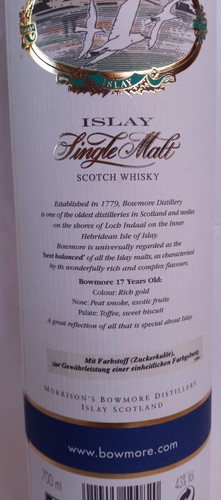 ISLAY
ISLAY
Single Malt
SCOTCH WHISKY
Established in 1779, Bowmore Distillery
is one of the oldest distilleries in Scotland and nestles
on the shores of Loch Indaal on the Inner
Hebridean Isle of Islay.
Bowmore is universally regarded as the
'best balanced' of all the Islay malts, as characterised
by its wonderfully rich and complex flavours.
Bowmore 17 Years Old:
Colour: Rich gold
Nose: Peat smoke, exotic fruits
Palate: Toffee, sweet biscuit
A great reflection of all that is special about Islay
Mit Farbstoff (Zuckerkulör),
zur Gewährleistung einer einheitlichen Farbgebung
MORRISON'S BOWMORE DISTILLERY
ISLAY SCOTLAND
www.bowmore.com
700 ml
43% Vol